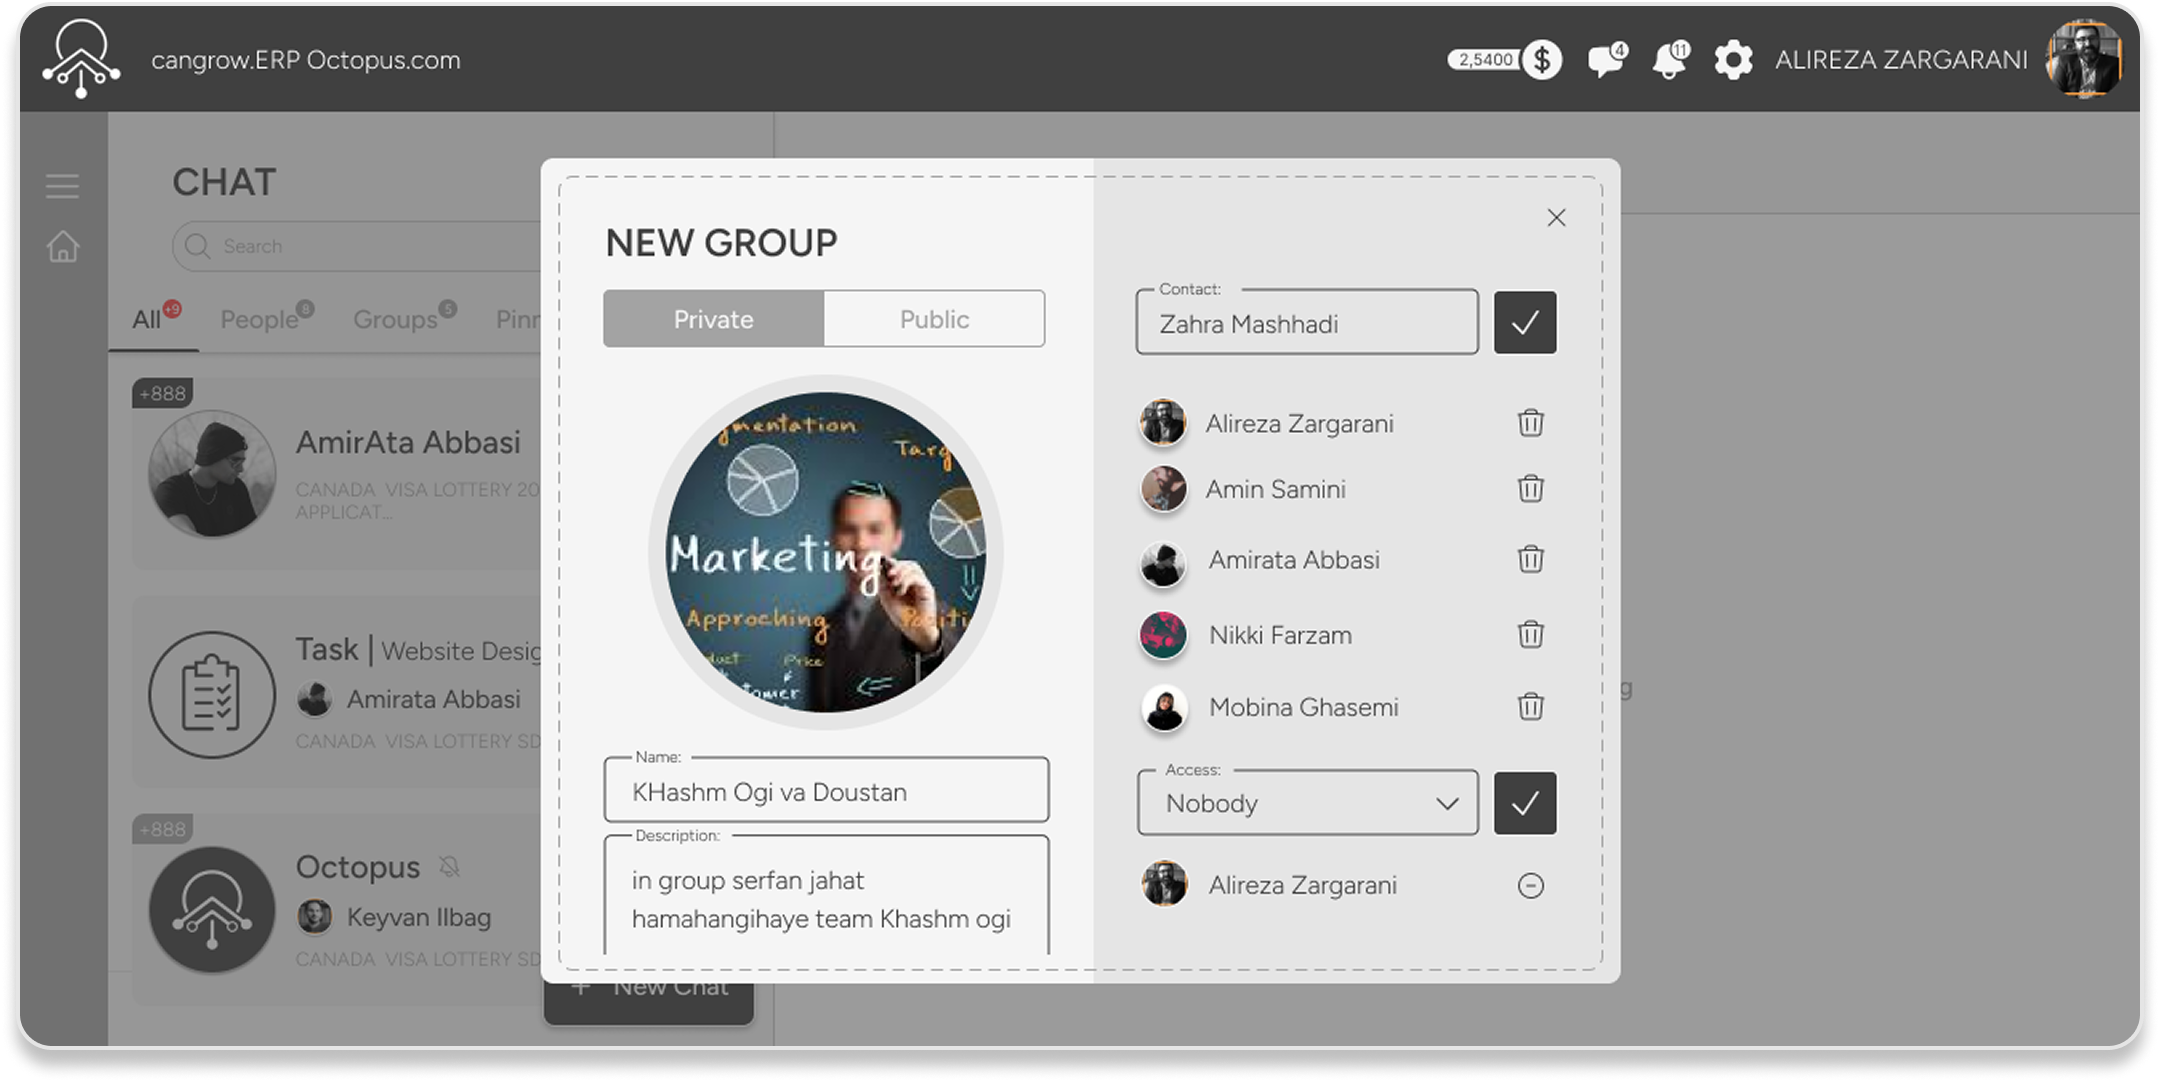 cangrow.ERP Octopus.com
2,5400
$
4
11
ALIREZA ZARGARANI
CHAT
Search
All +9
People 8
Groups 5
Pinn
+888
AmirAta Abbasi
CANADA VISA LOTTERY 20
APPLICAT...
Task | Website Desig
Amirata Abbasi
CANADA VISA LOTTERY SD
+888
Octopus
Keyvan Ilbag
CANADA VISA LOTTERY SD
+ New Chat
NEW GROUP
Private
Public
gmentation
Targ
Marketing
Approching
Positi
duct
Price
tomer
Name:
KHashm Ogi va Doustan
Description:
in group serfan jahat
hamahangihaye team Khashm ogi
Contact:
Zahra Mashhadi
Alireza Zargarani
Amin Samini
Amirata Abbasi
Nikki Farzam
Mobina Ghasemi
Access:
Nobody
Alireza Zargarani
g